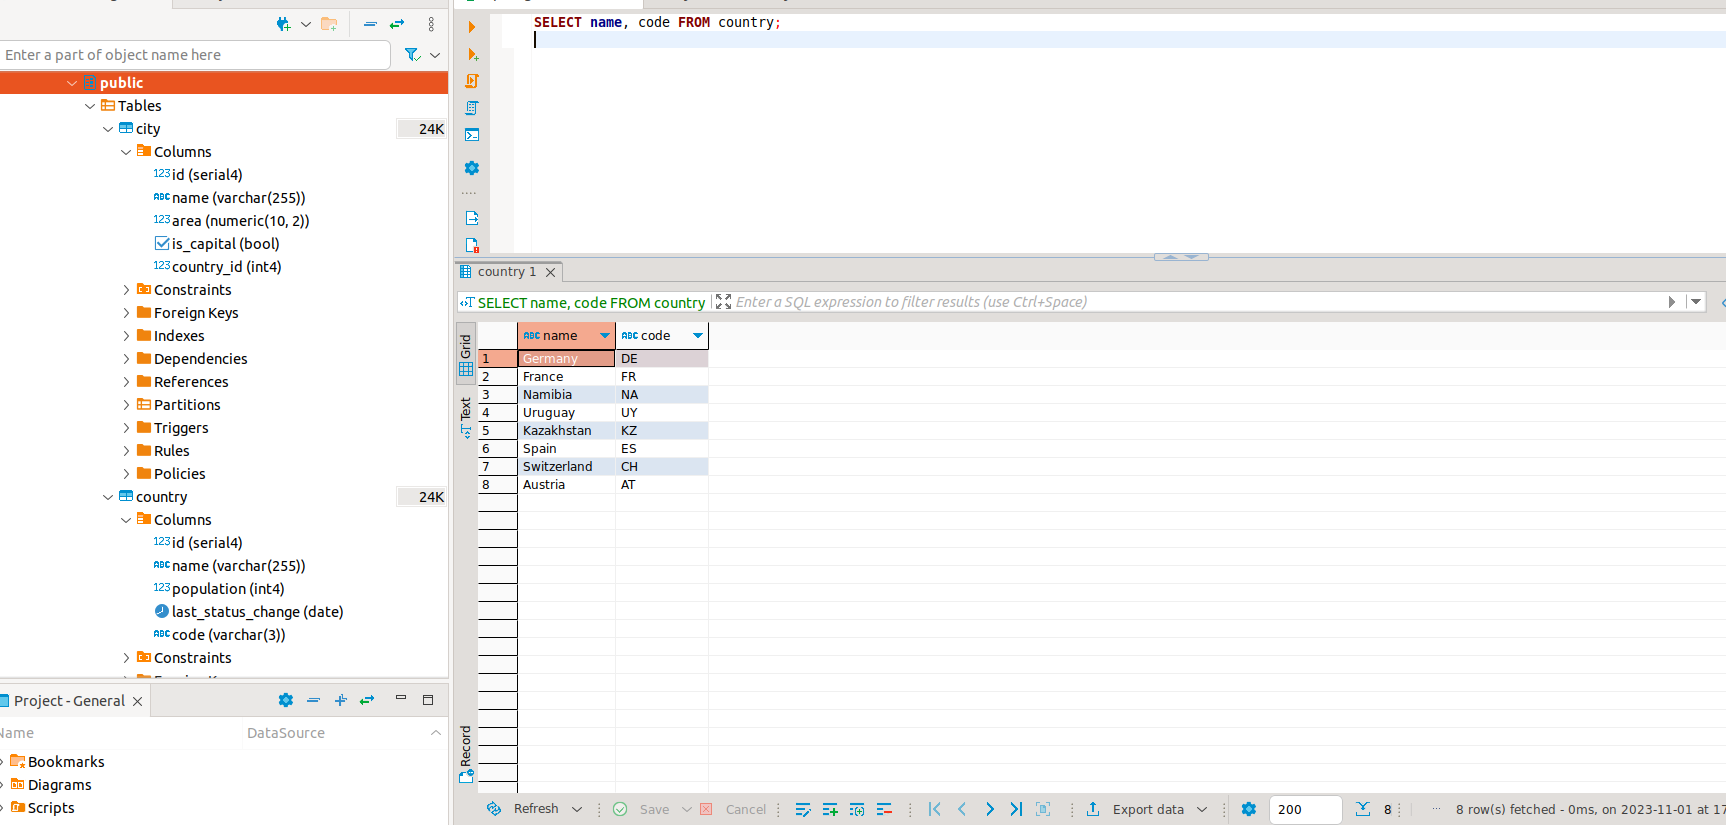 Enter a part of object name here
public
Tables
city 24K
Columns
123 id (serial4)
ABC name (varchar(255))
123 area (numeric(10, 2))
is_capital (bool)
123 country_id (int4)
Constraints
Foreign Keys
Indexes
Dependencies
References
Partitions
Triggers
Rules
Policies
country 24K
Columns
123 id (serial4)
ABC name (varchar(255))
123 population (int4)
last_status_change (date)
ABC code (varchar(3))
Constraints
Project - General
Name DataSource
Bookmarks
Diagrams
Scripts
SELECT name, code FROM country;
country 1
SELECT name, code FROM country Enter a SQL expression to filter results (use Ctrl+Space)
Grid
Text
Record
ABC name ABC code
1 Germany DE
2 France FR
3 Namibia NA
4 Uruguay UY
5 Kazakhstan KZ
6 Spain ES
7 Switzerland CH
8 Austria AT
Refresh Save Cancel Export data 200 8 8 row(s) fetched - 0ms, on 2023-11-01 at 17